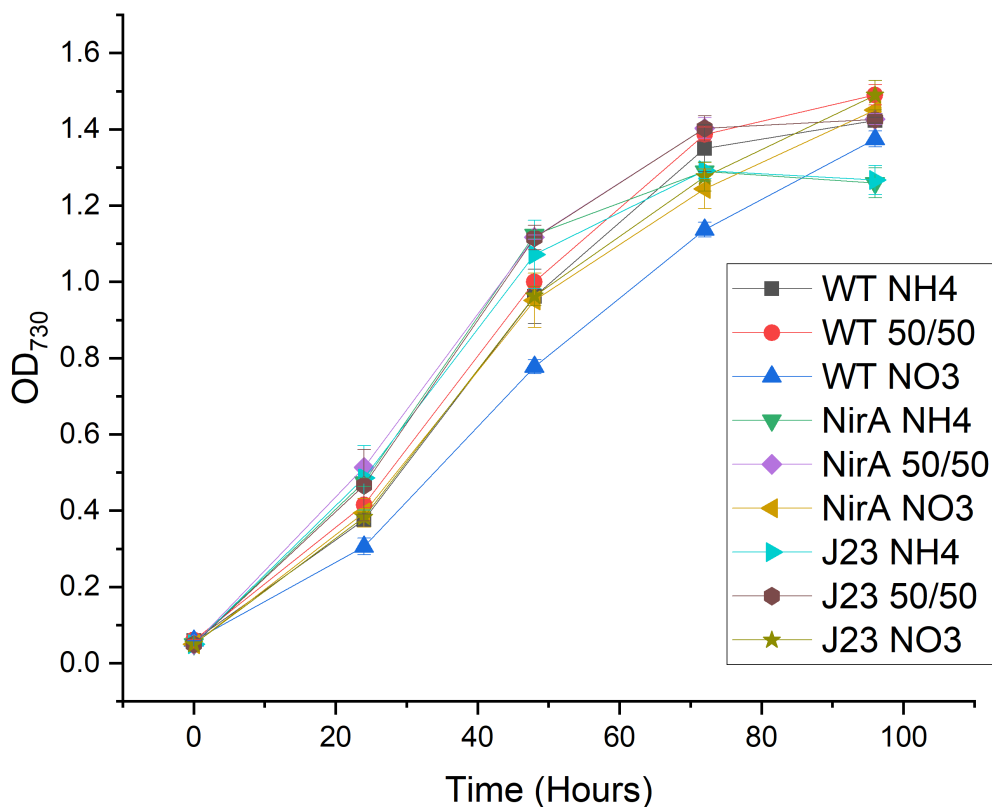 1.6
1.4
1.2
1.0
0.8
0.6
0.4
0.2
0.0
OD730
0 20 40 60 80 100
Time (Hours)
WT NH4
WT 50/50
WT NO3
NirA NH4
NirA 50/50
NirA NO3
J23 NH4
J23 50/50
J23 NO3